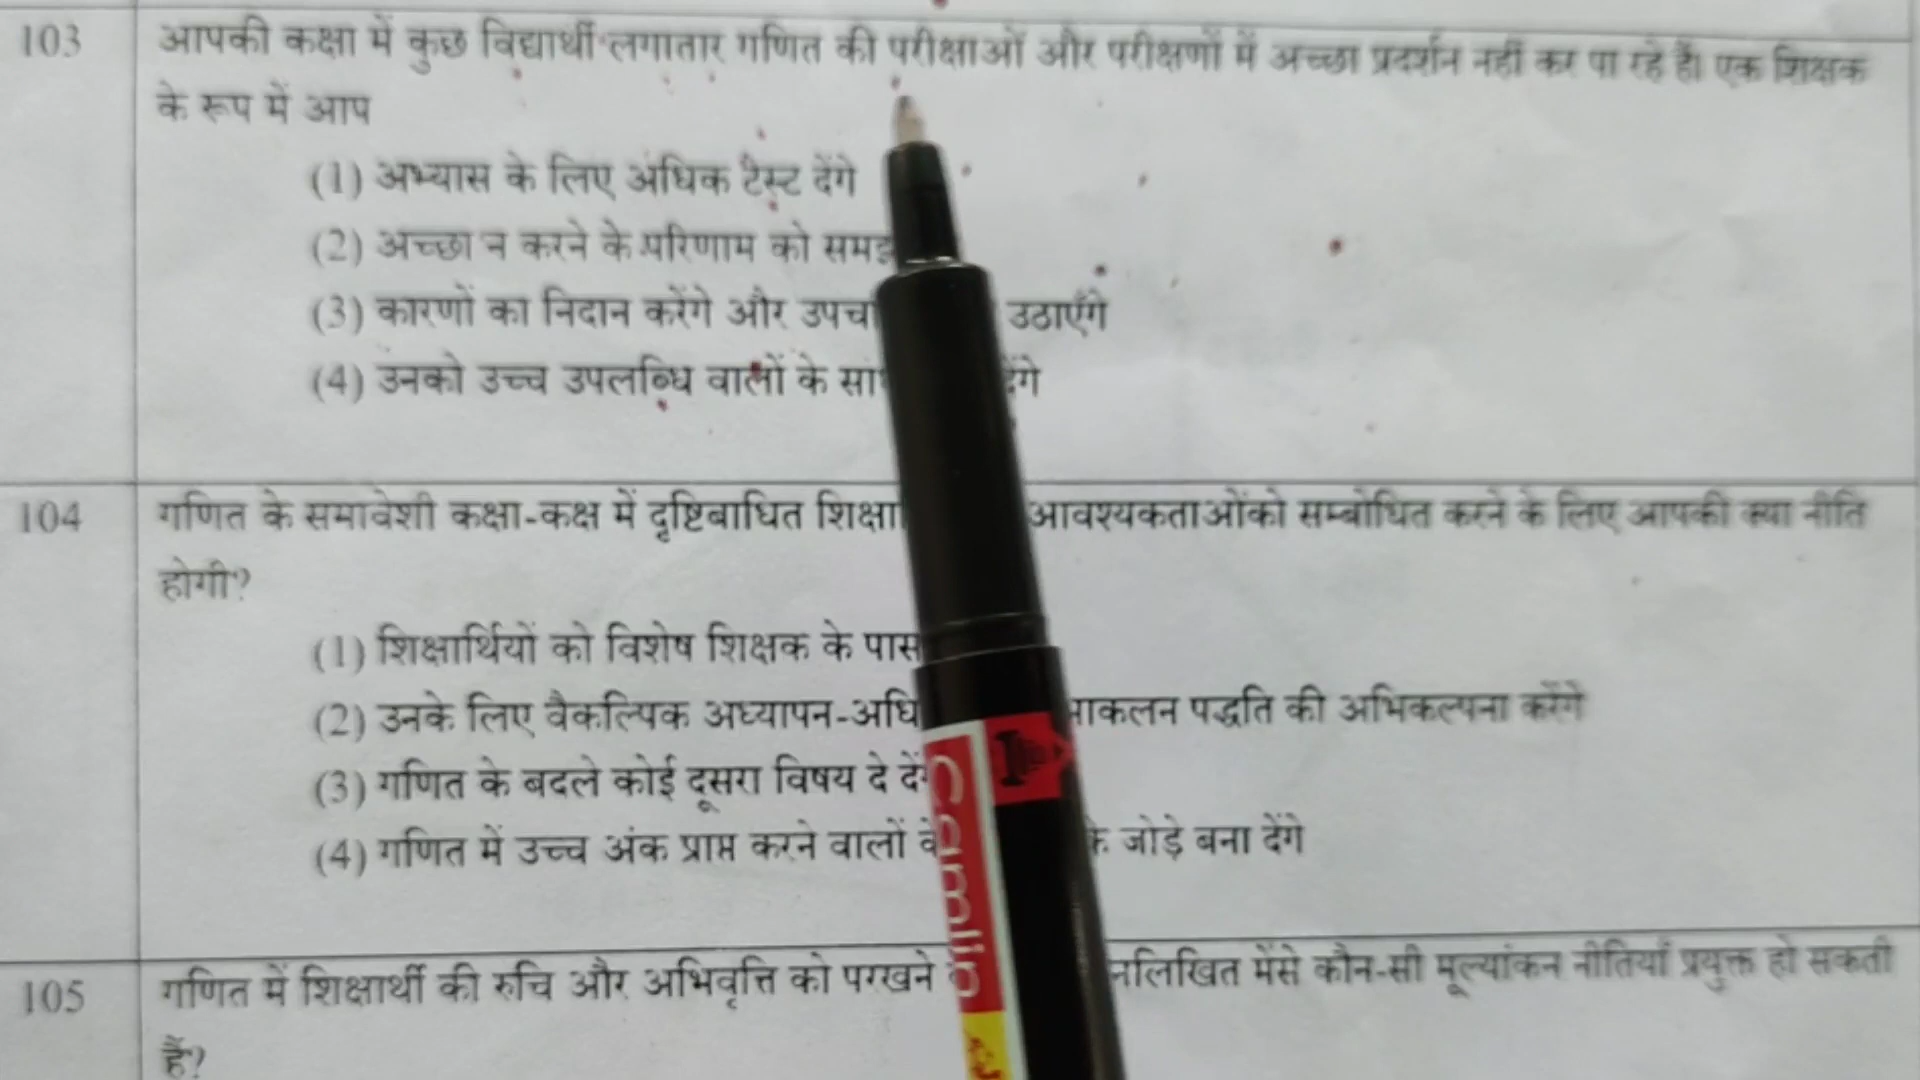 103 आपकी कक्षा में कुछ विद्यार्थी लगातार गणित की परीक्षाओं और परीक्षणों में अच्छा प्रदर्शन नहीं कर पा रहे हैं। एक शिक्षक
के रूप में आप
(1) अभ्यास के लिए अधिक टैस्ट देंगे
(2) अच्छा न करने के परिणाम को
(3) कारणों का निदान करेंगे और उठाएँगे
(4) उनको उच्च उपलब्धि वालों के
104 गणित के समावेशी कक्षा-कक्ष में दृष्टिबाधित आवश्यकताओंको सम्बोधित करने के लिए आपकी क्या नीति
होगी?
(1) शिक्षार्थियों को विशेष शिक्षक के पास
(2) उनके लिए वैकल्पिक अध्यापन- पद्धति की अभिकल्पना करेंगे
(3) गणित के बदले कोई दूसरा विषय दे
(4) गणित में उच्च अंक प्राप्त करने वालों के जोड़े बना देंगे
Camlin
105 गणित में शिक्षार्थी की रुचि और अभिवृत्ति को परखने मेंसे कौन-सी मूल्यांकन नीतियाँ प्रयुक्त हो सकती
हैं?